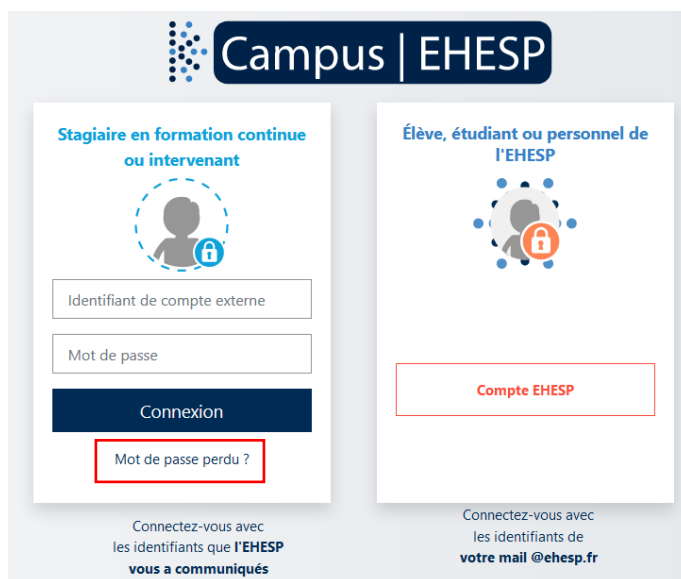 Campus | EHESP
Stagiaire en formation continue
ou intervenant
Identifiant de compte externe
Mot de passe
Connexion
Mot de passe perdu ?
Connectez-vous avec
les identifiants que l'EHESP
vous a communiqués
Élève, étudiant ou personnel de
l'EHESP
Compte EHESP
Connectez-vous avec
les identifiants de
votre mail @ehesp.fr